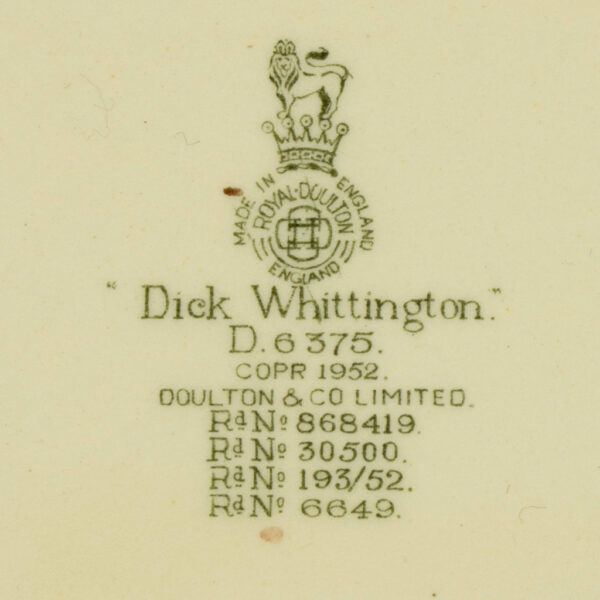 MADE IN ENGLAND
ROYAL·DOULTON
ENGLAND
"Dick Whittington."
D.6375.
COPR 1952.
DOULTON & CO LIMITED.
Rd No 868419.
Rd No 30500.
Rd No 193/52.
Rd No 6649.